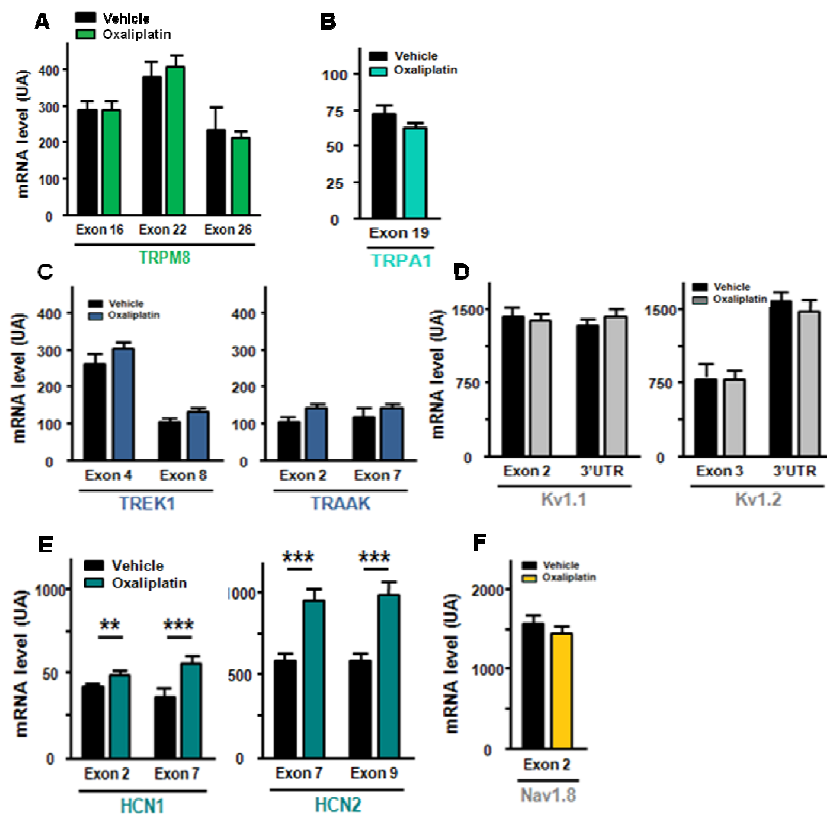 A
Vehicle
Oxaliplatin
mRNA level (UA)
400
300
200
100
0
Exon 16 Exon 22 Exon 26
TRPM8
B
Vehicle
Oxaliplatin
100
75
50
25
0
Exon 19
TRPA1
C
Vehicle
Oxaliplatin
mRNA level (UA)
400
300
200
100
0
Exon 4 Exon 8
TREK1
400
300
200
100
0
Exon 2 Exon 7
TRAAK
D
Vehicle
Oxaliplatin
mRNA level (UA)
1500
750
0
Exon 2 3'UTR
Kv1.1
Vehicle
Oxaliplatin
1500
750
0
Exon 3 3'UTR
Kv1.2
E
Vehicle
Oxaliplatin
mRNA level (UA)
1000
50
0
** ***
Exon 2 Exon 7
HCN1
*** ***
1000
500
0
Exon 7 Exon 9
HCN2
F
Vehicle
Oxaliplatin
mRNA level (UA)
2000
1000
0
Exon 2
Nav1.8